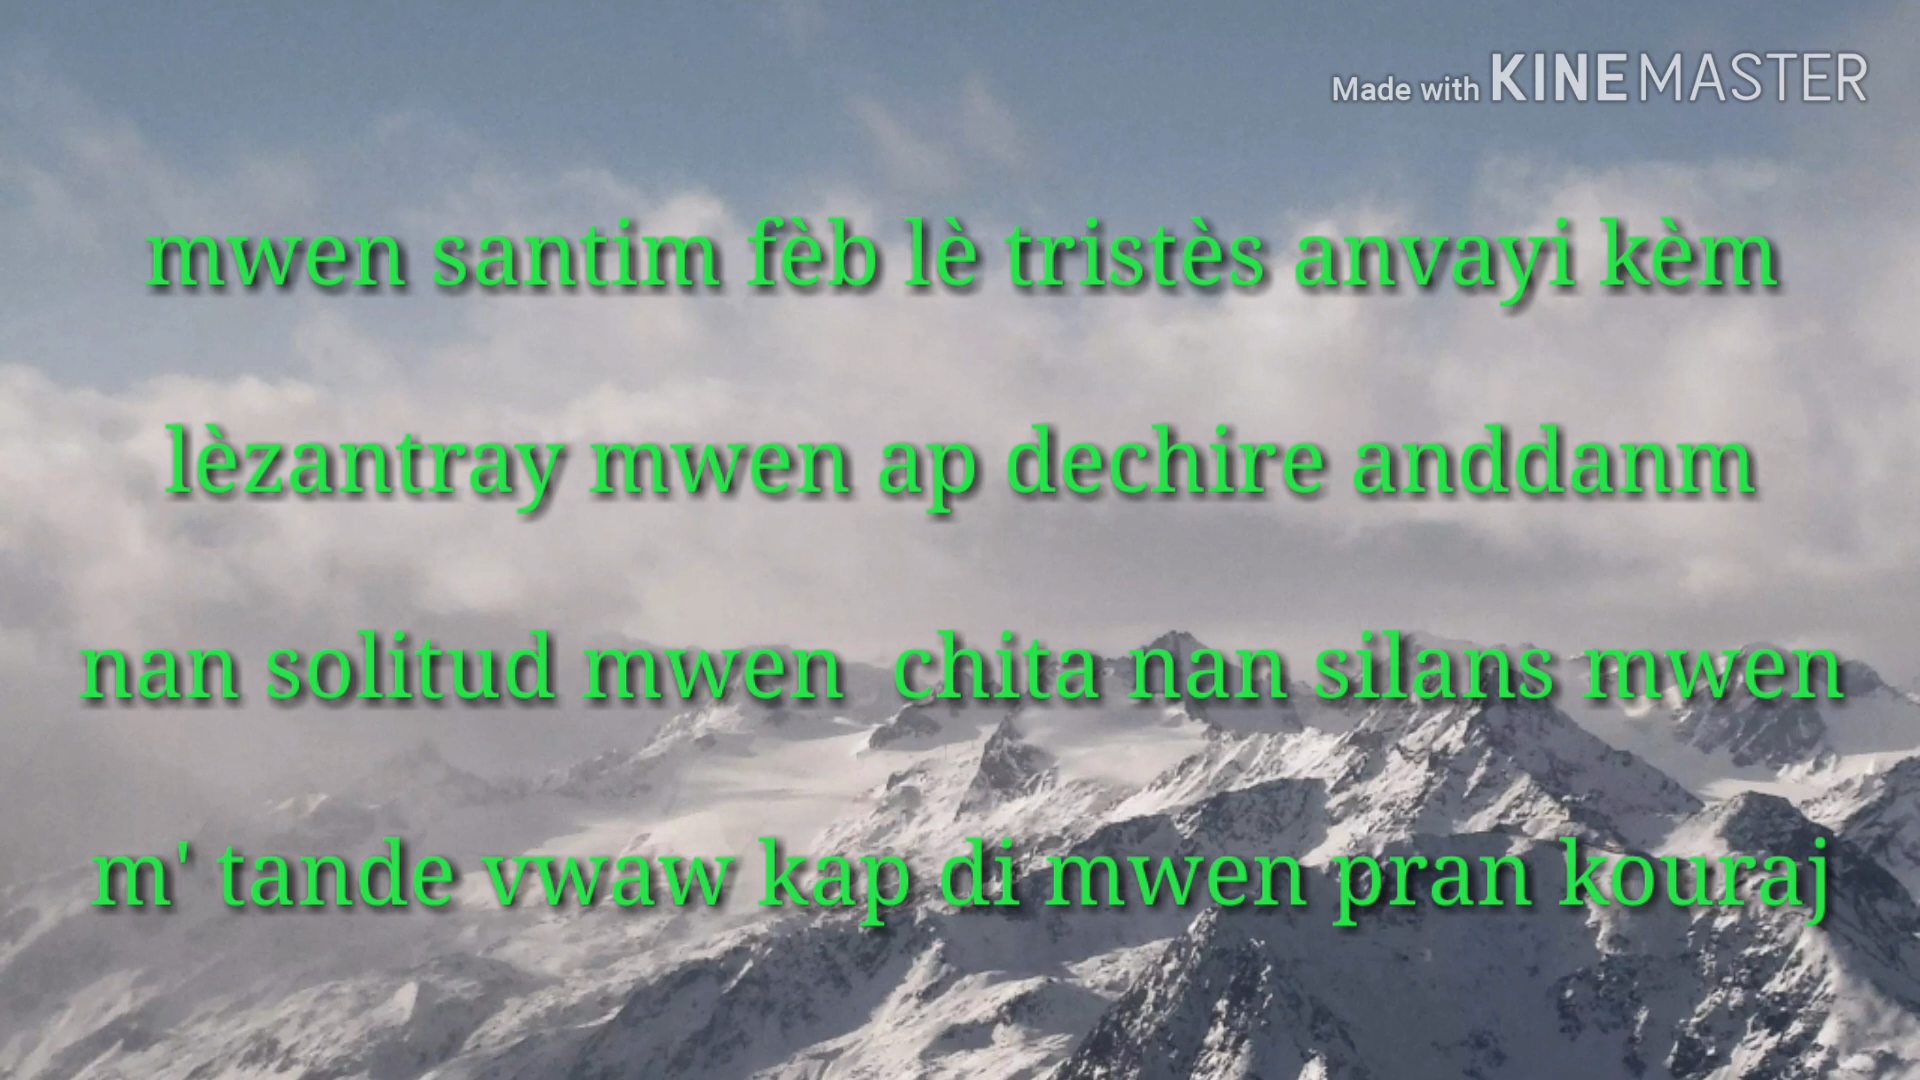 Made with KINEMASTER
mwen santim fèb lè tristès anvayi kèm
lèzantray mwen ap dechire anddanm
nan solitud mwen  chita nan silans mwen
m' tande vwaw kap di mwen pran kouraj